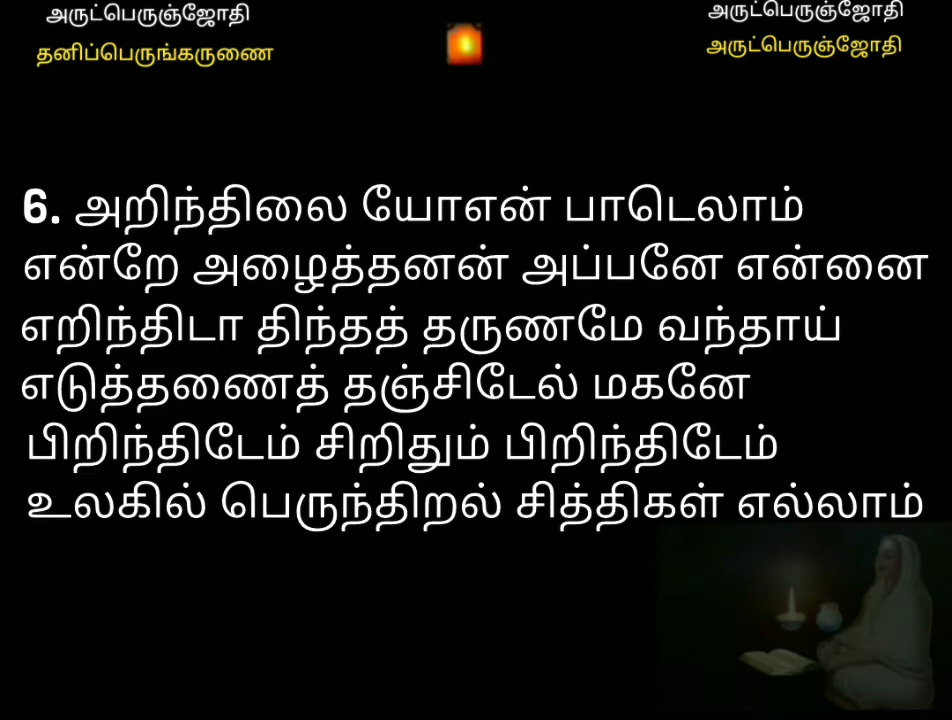 அருட்பெருஞ்ஜோதி
தனிப்பெருங்கருணை
அருட்பெருஞ்ஜோதி
அருட்பெருஞ்ஜோதி
6. அறிந்திலை யோஎன் பாடெலாம்
என்றே அழைத்தனன் அப்பனே என்னை
எறிந்திடா திந்தத் தருணமே வந்தாய்
எடுத்தணைத் தஞ்சிடேல் மகனே
பிறிந்திடேம் சிறிதும் பிறிந்திடேம்
உலகில் பெருந்திறல் சித்திகள் எல்லாம்